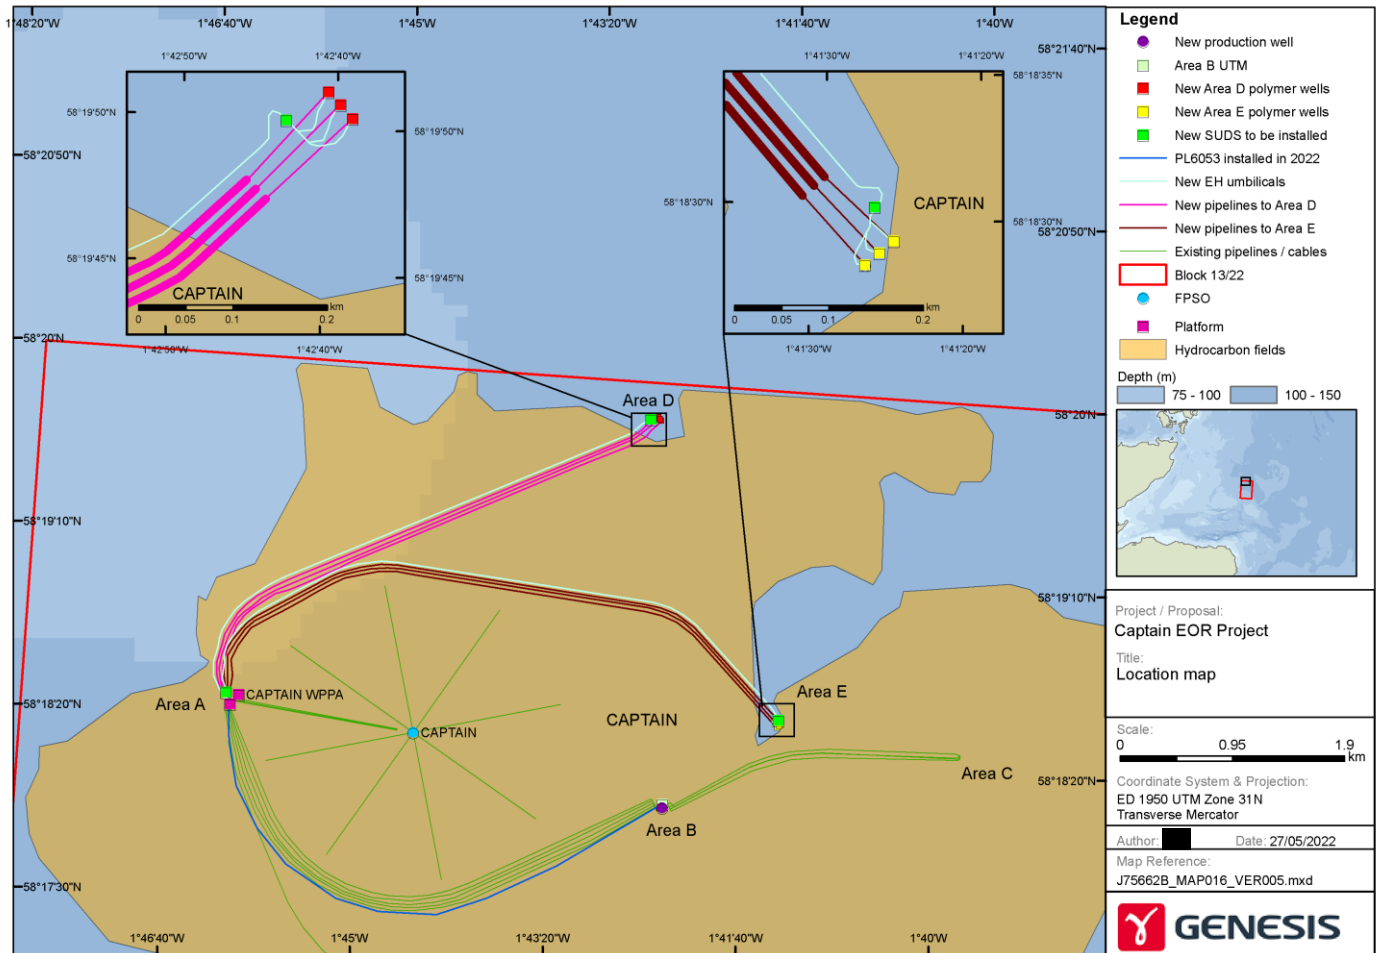 1°48'20"W
1°46'40"W
1°45'W
1°43'20"W
1°41'40"W
1°40'W
58°21'40"N
58°20'50"N
58°20'50"N
58°20'N
58°20'N
58°19'10"N
58°19'10"N
58°18'20"N
58°18'20"N
58°17'30"N
1°46'40"W
1°45'W
1°43'20"W
1°41'40"W
1°40'W
1°42'50"W
1°42'40"W
58°19'50"N
58°19'50"N
58°19'45"N
58°19'45"N
CAPTAIN
0 0.05 0.1 0.2 km
1°42'50"W
1°42'40"W
1°41'30"W
1°41'20"W
58°18'35"N
58°18'30"N
58°18'30"N
CAPTAIN
0 0.05 0.1 0.2 km
1°41'30"W
1°41'20"W
Area D
Area A
CAPTAIN WPPA
CAPTAIN
CAPTAIN
Area E
Area C
Area B
Legend
New production well
Area B UTM
New Area D polymer wells
New Area E polymer wells
New SUDS to be installed
PL6053 installed in 2022
New EH umbilicals
New pipelines to Area D
New pipelines to Area E
Existing pipelines / cables
Block 13/22
FPSO
Platform
Hydrocarbon fields
Depth (m)
75 - 100 100 - 150
Project / Proposal:
Captain EOR Project
Title:
Location map
Scale:
0 0.95 1.9
km
Coordinate System & Projection:
ED 1950 UTM Zone 31N
Transverse Mercator
Author: Date: 27/05/2022
Map Reference:
J75662B_MAP016_VER005.mxd
GENESIS